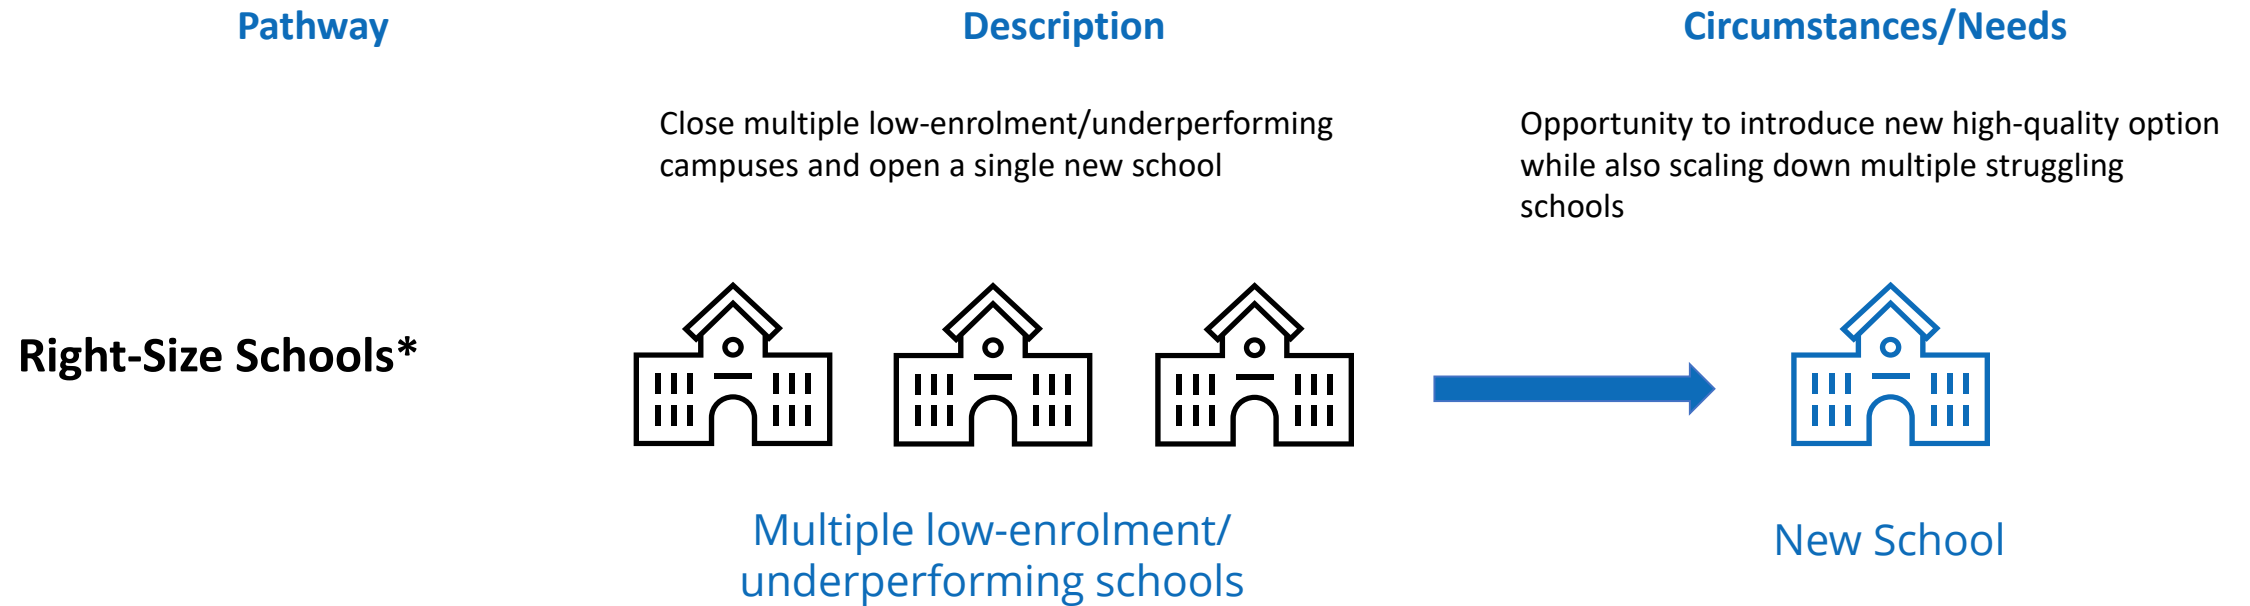 Pathway
Description
Circumstances/Needs
Close multiple low-enrolment/underperforming
campuses and open a single new school
Opportunity to introduce new high-quality option
while also scaling down multiple struggling
schools
Right-Size Schools*
Multiple low-enrolment/
underperforming schools
New School